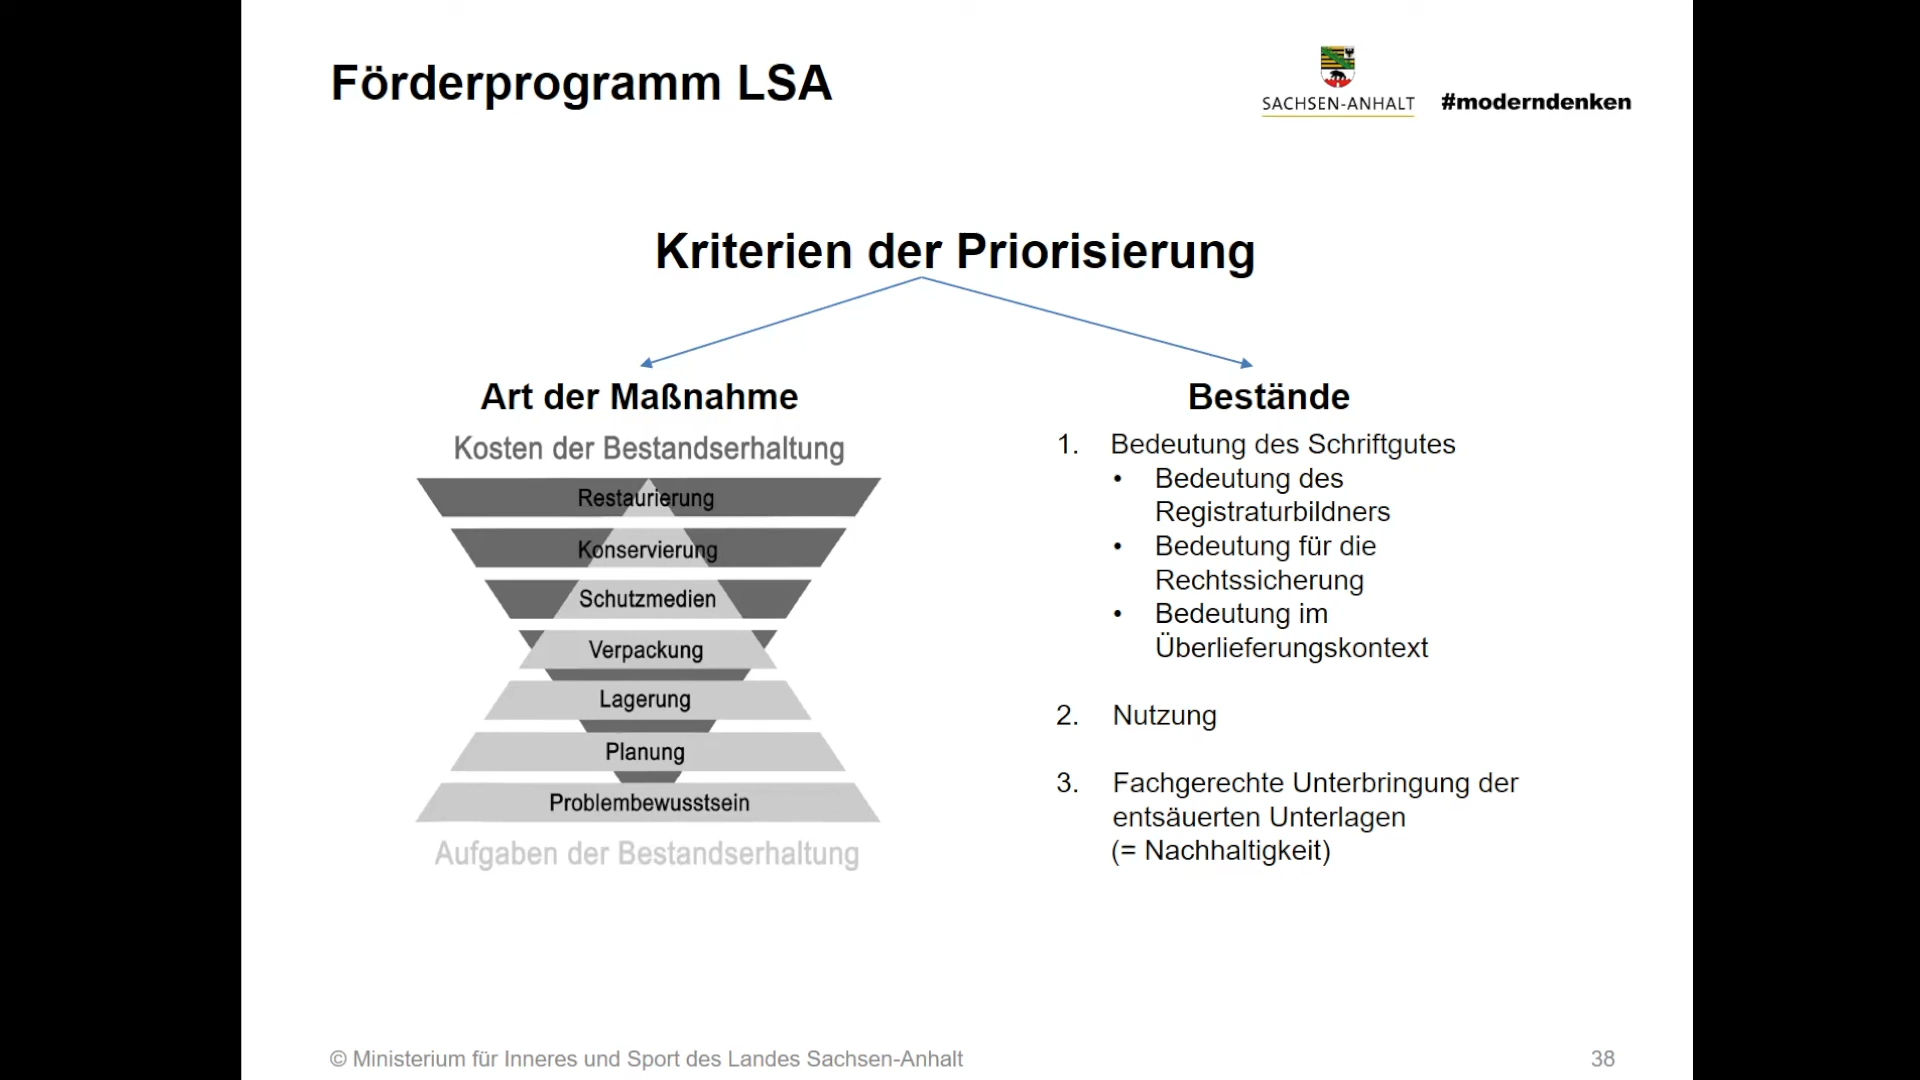 Förderprogramm LSA
SACHSEN-ANHALT
#moderndenken
Kriterien der Priorisierung
Art der Maßnahme
Kosten der Bestandserhaltung
Restaurierung
Konservierung
Schutzmedien
Verpackung
Lagerung
Planung
Problembewusstsein
Aufgaben der Bestandserhaltung
Bestände
1. Bedeutung des Schriftgutes
• Bedeutung des
Registraturbildners
• Bedeutung für die
Rechtssicherung
• Bedeutung im
Überlieferungskontext
2. Nutzung
3. Fachgerechte Unterbringung der
entsäuerten Unterlagen
(= Nachhaltigkeit)
© Ministerium für Inneres und Sport des Landes Sachsen-Anhalt
38